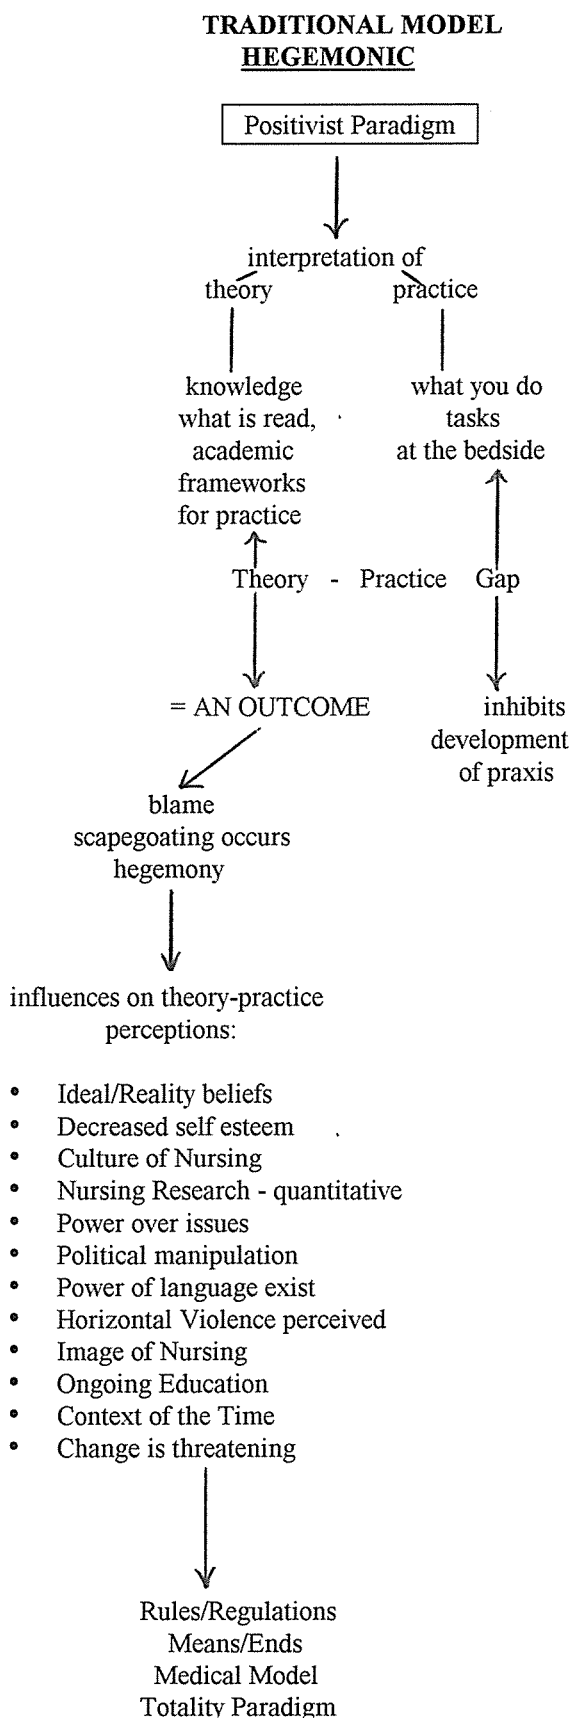 TRADITIONAL MODEL
HEGEMONIC
Positivist Paradigm
interpretation of
theory practice
knowledge
what is read,
academic
frameworks
for practice
what you do
tasks
at the bedside
Theory - Practice Gap
= AN OUTCOME
inhibits
development
of praxis
blame
scapegoating occurs
hegemony
influences on theory-practice
perceptions:
• Ideal/Reality beliefs
• Decreased self esteem
• Culture of Nursing
• Nursing Research - quantitative
• Power over issues
• Political manipulation
• Power of language exist
• Horizontal Violence perceived
• Image of Nursing
• Ongoing Education
• Context of the Time
• Change is threatening
Rules/Regulations
Means/Ends
Medical Model
Totality Paradigm